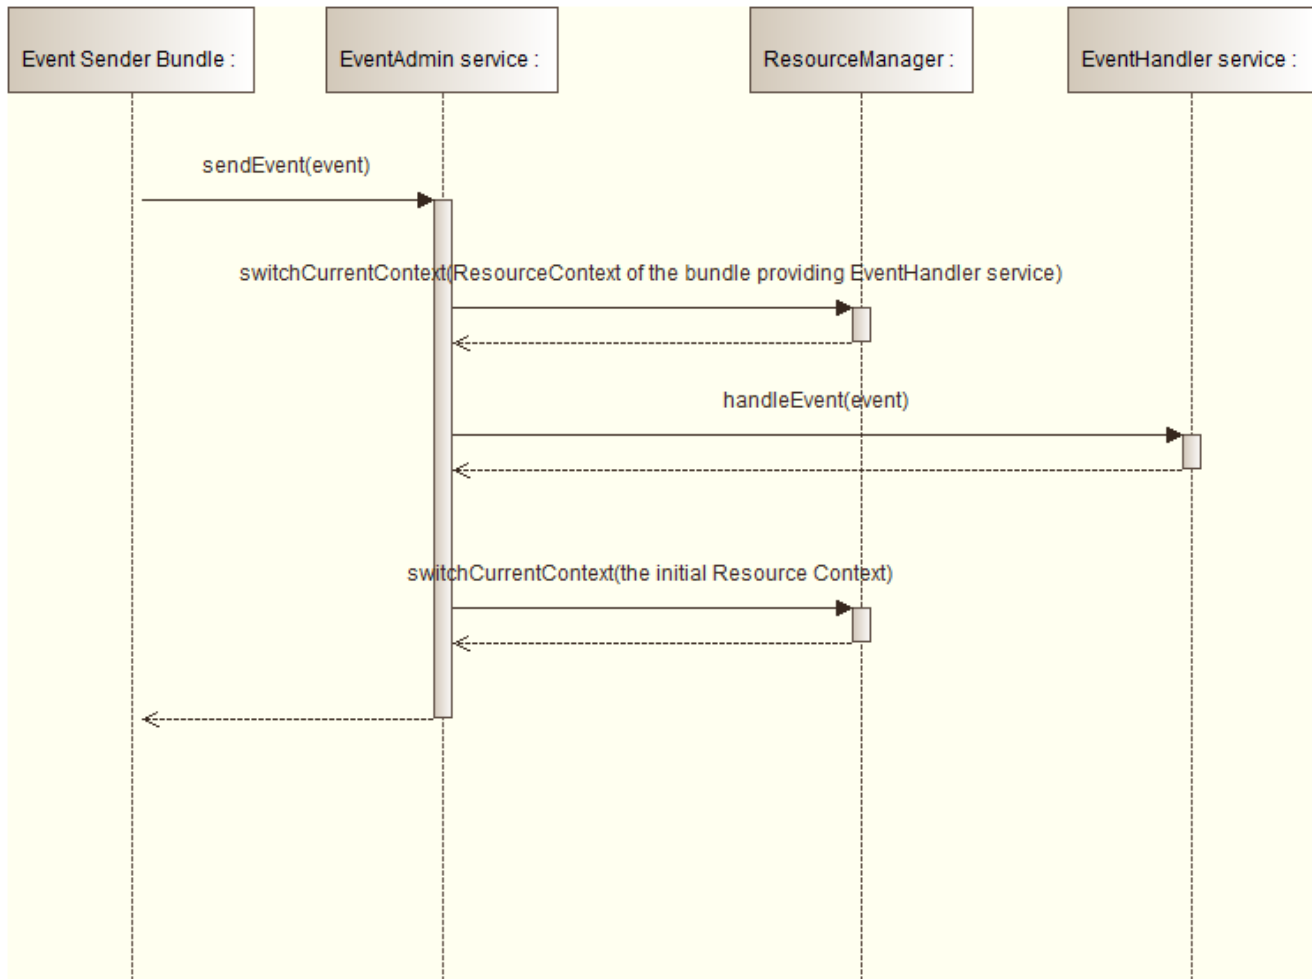 Event Sender Bundle :
EventAdmin service :
ResourceManager :
EventHandler service :
sendEvent(event)
switchCurrentContext(ResourceContext of the bundle providing EventHandler service)
handleEvent(event)
switchCurrentContext(the initial Resource Context)